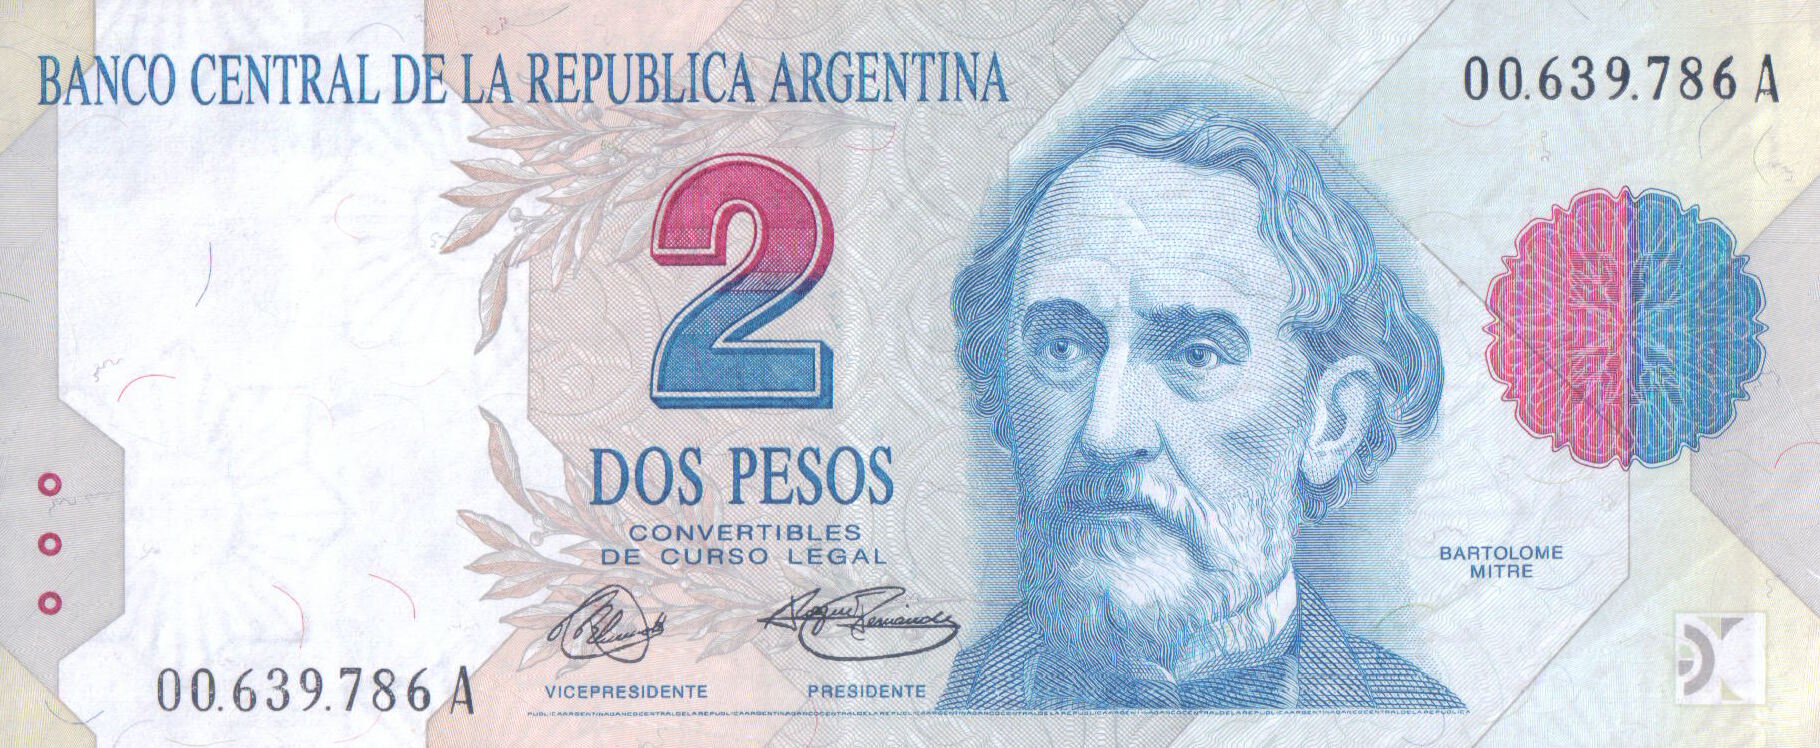 BANCO CENTRAL DE LA REPUBLICA ARGENTINA
00.639.786 A
2
DOS PESOS
CONVERTIBLES
DE CURSO LEGAL
BARTOLOME
MITRE
00.639.786 A
VICEPRESIDENTE
PRESIDENTE